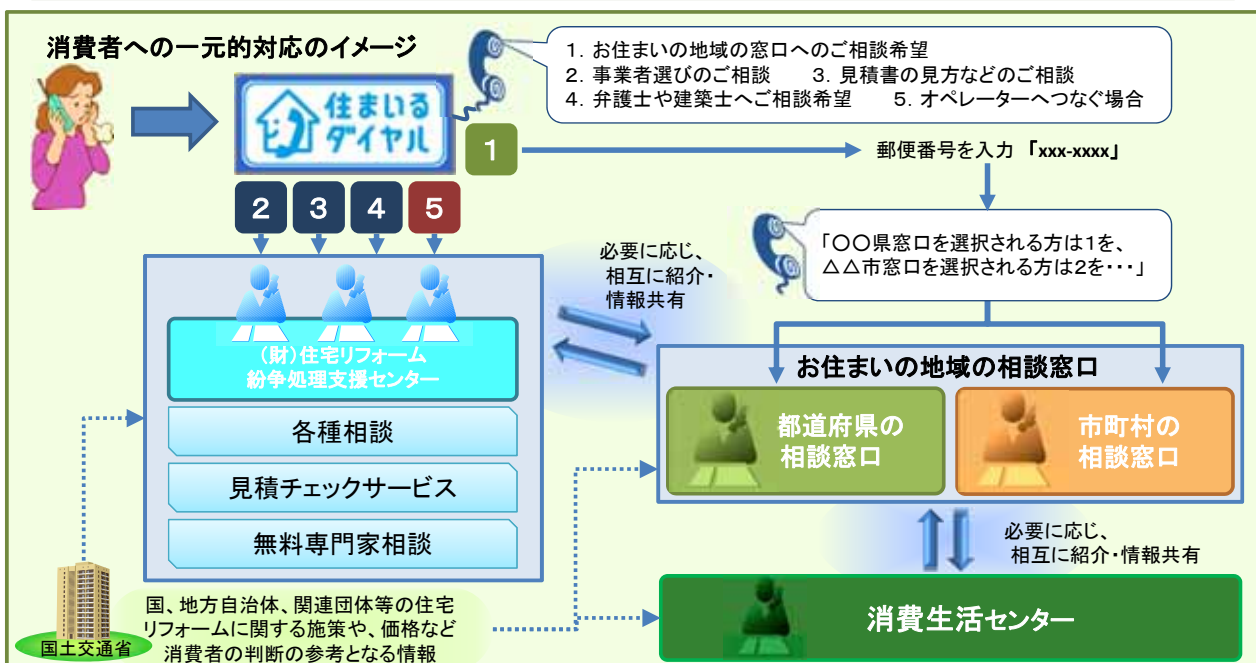 消費者への一元的対応のイメージ
住まいる
ダイヤル
1．お住まいの地域の窓口へのご相談希望
2．事業者選びのご相談　　3．見積書の見方などのご相談
4．弁護士や建築士へご相談希望　　5．オペレーターへつなぐ場合
1
郵便番号を入力 「xxx-xxxx」
2 3 4 5
「〇〇県窓口を選択される方は1を、
△△市窓口を選択される方は2を・・・」
必要に応じ、
相互に紹介・
情報共有
（財）住宅リフォーム
紛争処理支援センター
各種相談
見積チェックサービス
無料専門家相談
お住まいの地域の相談窓口
都道府県の
相談窓口
市町村の
相談窓口
必要に応じ、
相互に紹介・情報共有
消費生活センター
国土交通省
国、地方自治体、関連団体等の住宅
リフォームに関する施策や、価格など
消費者の判断の参考となる情報